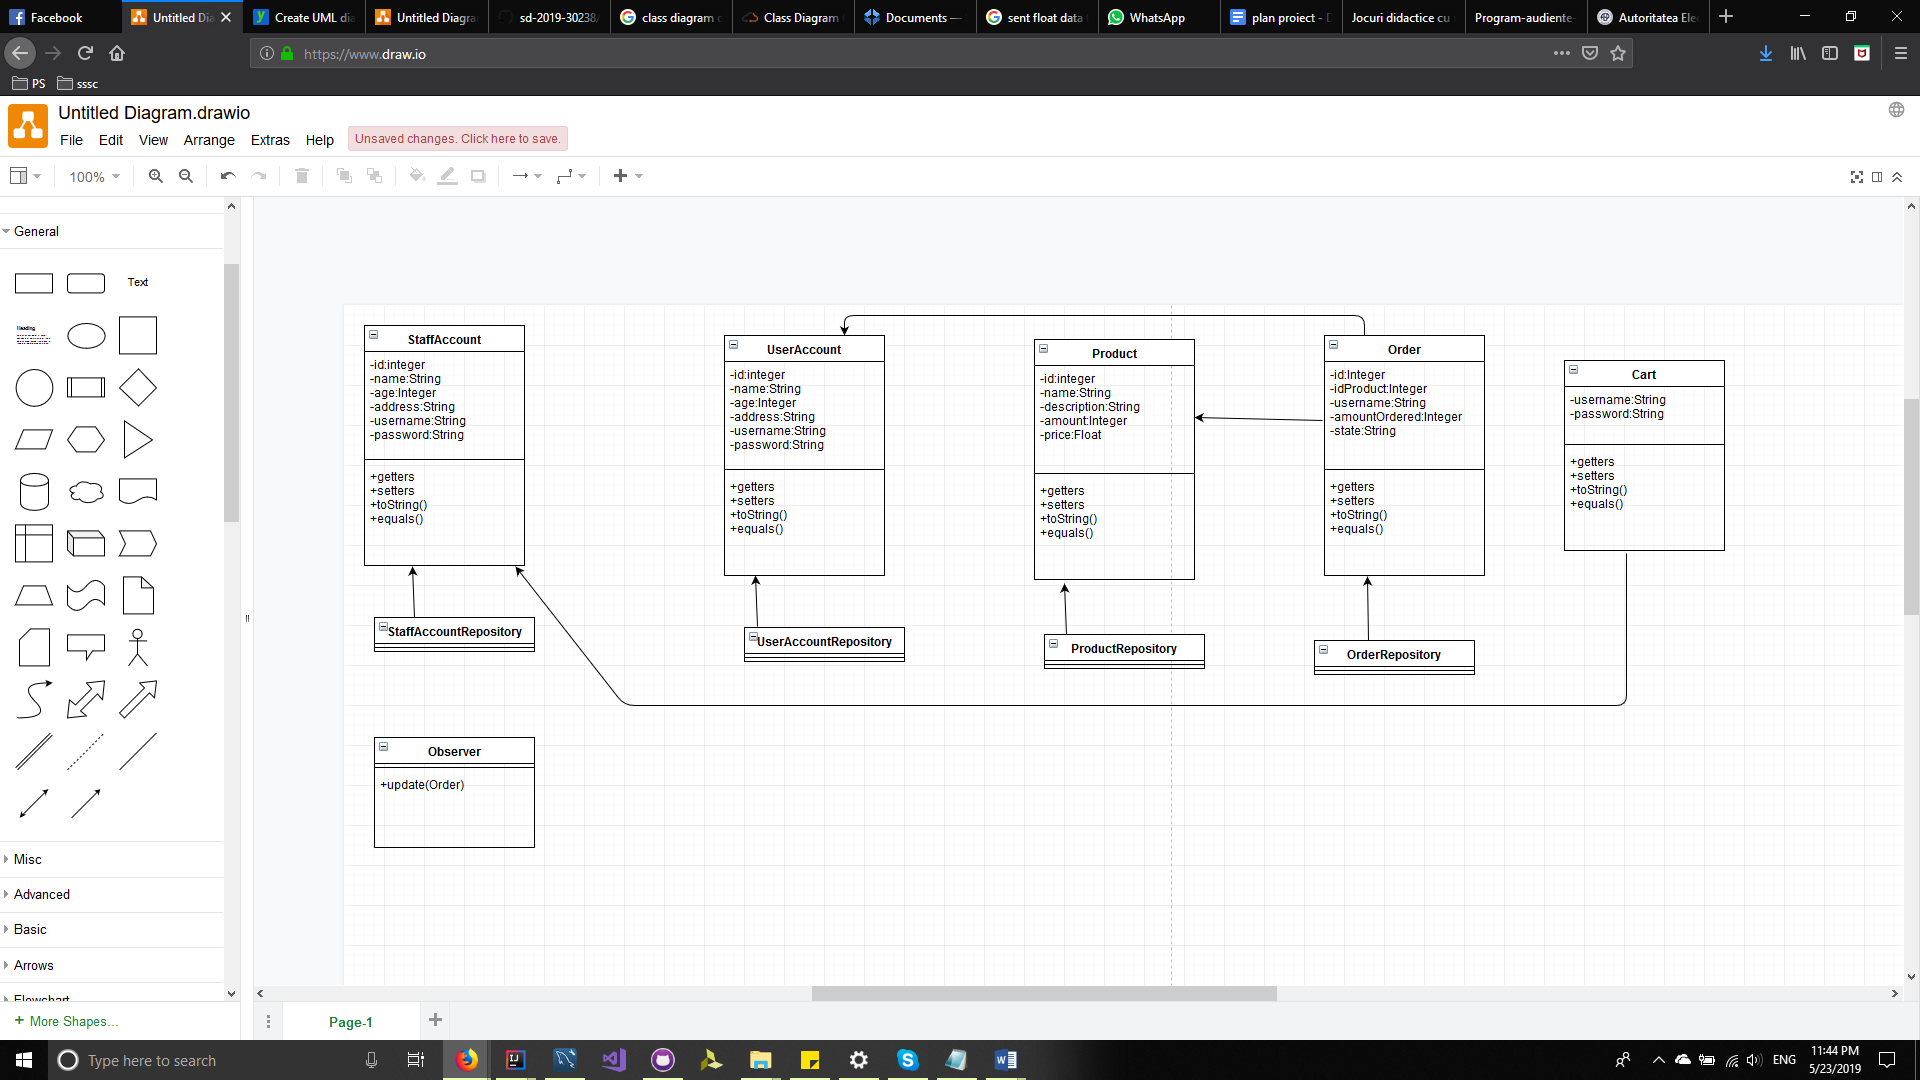 Facebook
Untitled Dia
Create UML dia
Untitled Diagra
sd-2019-30238/
class diagram o
Class Diagram
Documents —
sent float data
WhatsApp
plan proiect - D
Jocuri didactice cu
Program-audiente-
Autoritatea Ele
https://www.draw.io
PS
sssc
Untitled Diagram.drawio
File Edit View Arrange Extras Help
Unsaved changes. Click here to save.
100%
General
Text
Heading
Misc
Advanced
Basic
Arrows
Flowchart
+ More Shapes...
StaffAccount
-id:integer
-name:String
-age:Integer
-address:String
-username:String
-password:String
+getters
+setters
+toString()
+equals()
UserAccount
-id:integer
-name:String
-age:Integer
-address:String
-username:String
-password:String
+getters
+setters
+toString()
+equals()
Product
-id:integer
-name:String
-description:String
-amount:Integer
-price:Float
+getters
+setters
+toString()
+equals()
Order
-id:Integer
-idProduct:Integer
-username:String
-amountOrdered:Integer
-state:String
+getters
+setters
+toString()
+equals()
Cart
-username:String
-password:String
+getters
+setters
+toString()
+equals()
StaffAccountRepository
UserAccountRepository
ProductRepository
OrderRepository
Observer
+update(Order)
Page-1
Type here to search
ENG
11:44 PM
5/23/2019